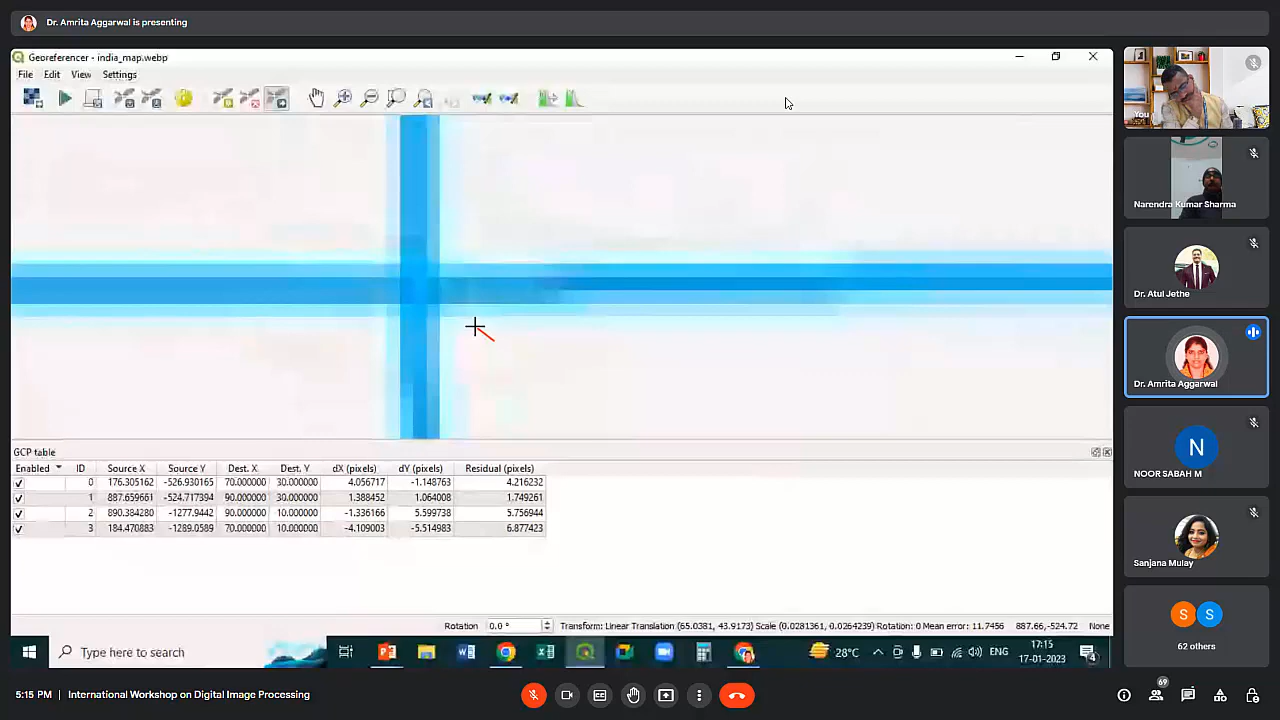 Dr. Amrita Aggarwal is presenting
Georeferencer - india_map.webp
File Edit View Settings
You
Narendra Kumar Sharma
Dr. Atul Jethe
Dr. Amrita Aggarwal
N
NOOR SABAH M
Sanjana Mulay
S S
62 others
GCP table
Enabled ID Source X Source Y Dest. X Dest. Y dX (pixels) dY (pixels) Residual (pixels)
0 176.305162 -526.930165 70.000000 30.000000 4.056717 -1.148763 4.216232
1 887.659661 -524.717394 90.000000 30.000000 1.388452 1.064008 1.749261
2 890.384280 -1277.9442 90.000000 10.000000 -1.336166 5.599738 5.756944
3 184.470883 -1289.0589 70.000000 10.000000 -4.109003 -5.514983 6.877423
Rotation 0.0 ° Transform: Linear Translation (65.0381, 43.9173) Scale (0.0281361, 0.0264239) Rotation: 0 Mean error: 11.7456 887.66,-524.72 None
Type here to search
28°C ENG 17:15
17-01-2023
4
5:15 PM | International Workshop on Digital Image Processing
69